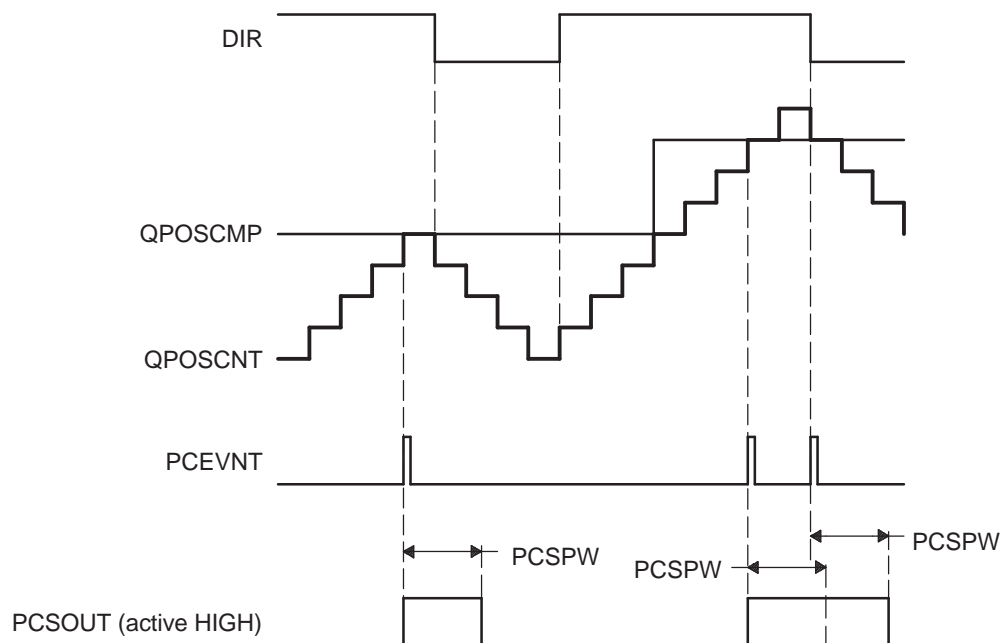 DIR
QPOSCMP
QPOSCNT
PCEVNT
PCSPW
PCSPW
PCSPW
PCSOUT (active HIGH)